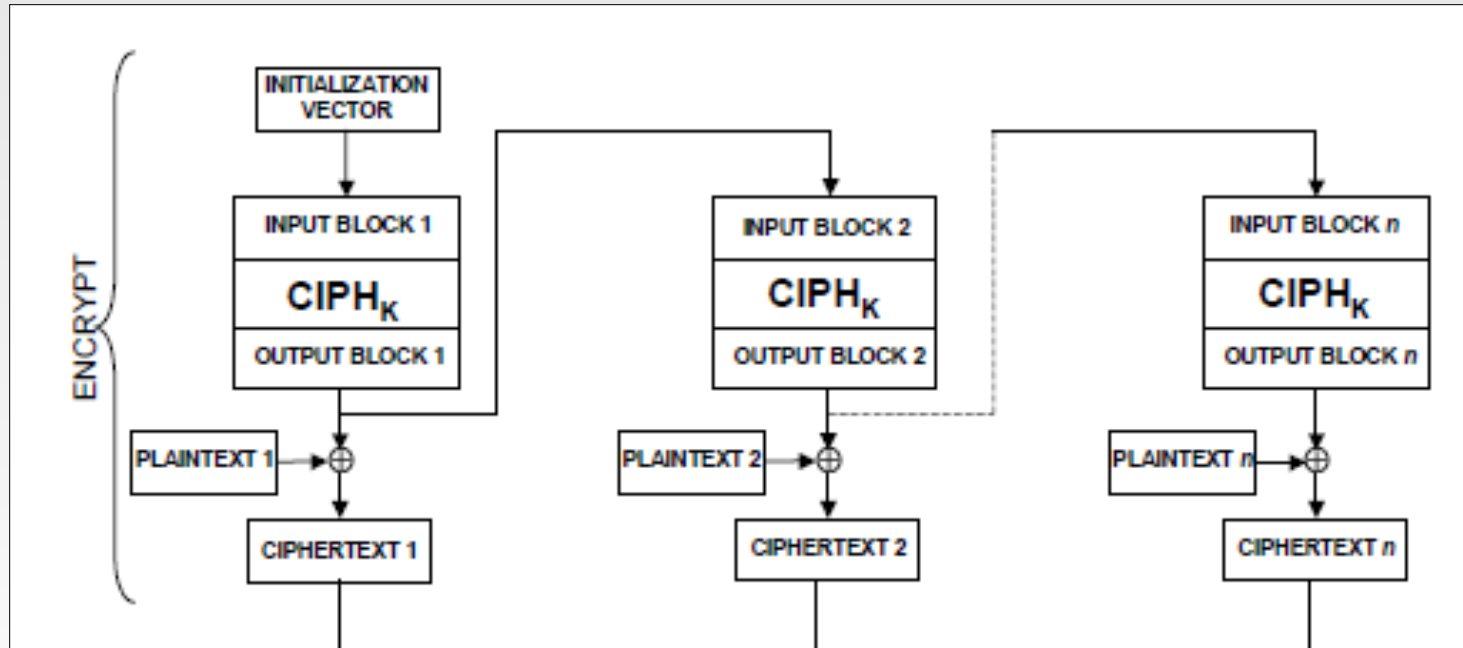 ENCRYPT
INITIALIZATION
VECTOR
INPUT BLOCK 1
INPUT BLOCK 2
INPUT BLOCK n
CIPHK
CIPHK
CIPHK
OUTPUT BLOCK 1
OUTPUT BLOCK 2
OUTPUT BLOCK n
PLAINTEXT 1
PLAINTEXT 2
PLAINTEXT n
CIPHERTEXT 1
CIPHERTEXT 2
CIPHERTEXT n